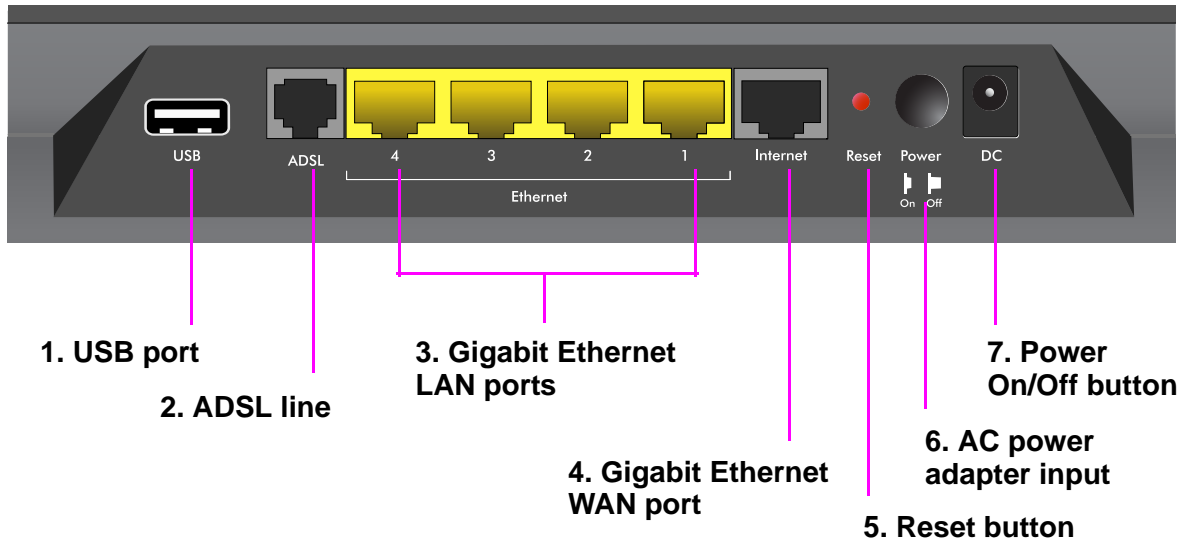 USB
ADSL
4
3
2
1
Internet
Reset
Power
DC
On
Off
Ethernet
1. USB port
2. ADSL line
3. Gigabit Ethernet
LAN ports
4. Gigabit Ethernet
WAN port
5. Reset button
6. AC power
adapter input
7. Power
On/Off button